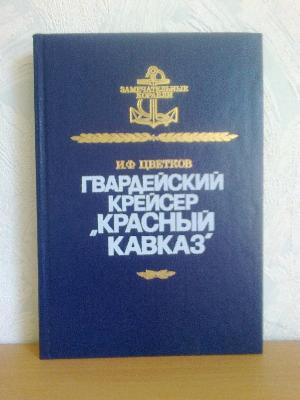 ЗАМЕЧАТЕЛЬНЫЕ
КОРАБЛИ
И.Ф ЦВЕТКОВ
ГВАРДЕЙСКИЙ
КРЕЙСЕР
„КРАСНЫЙ
КАВКАЗ"